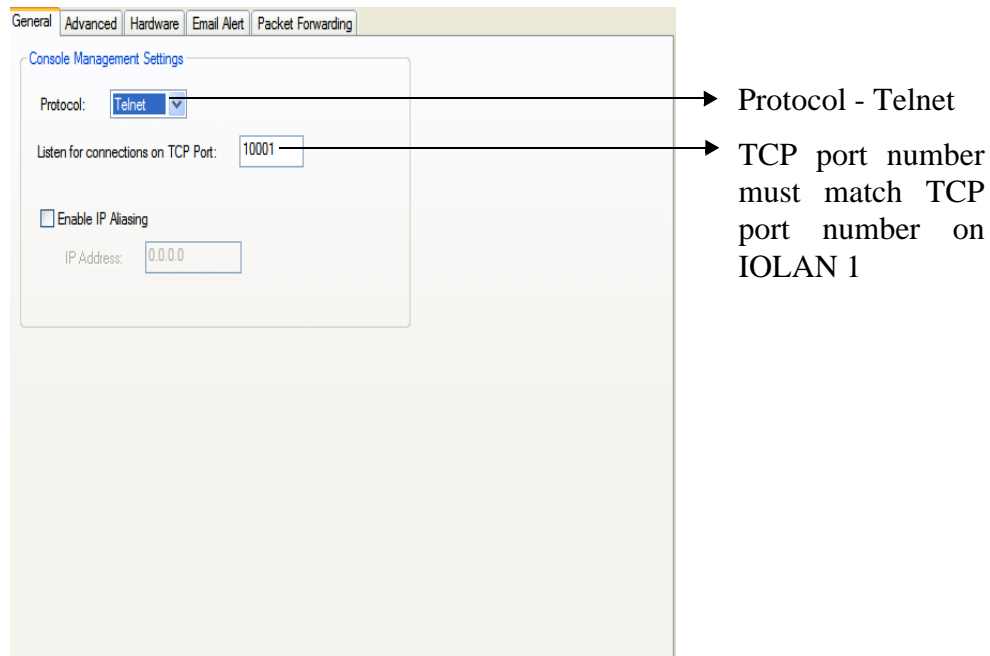 General Advanced Hardware Email Alert Packet Forwarding
Console Management Settings
Protocol: Telnet
Listen for connections on TCP Port: 10001
Enable IP Aliasing
IP Address: 0.0.0.0
Protocol - Telnet
TCP port number
must match TCP
port number on
IOLAN 1